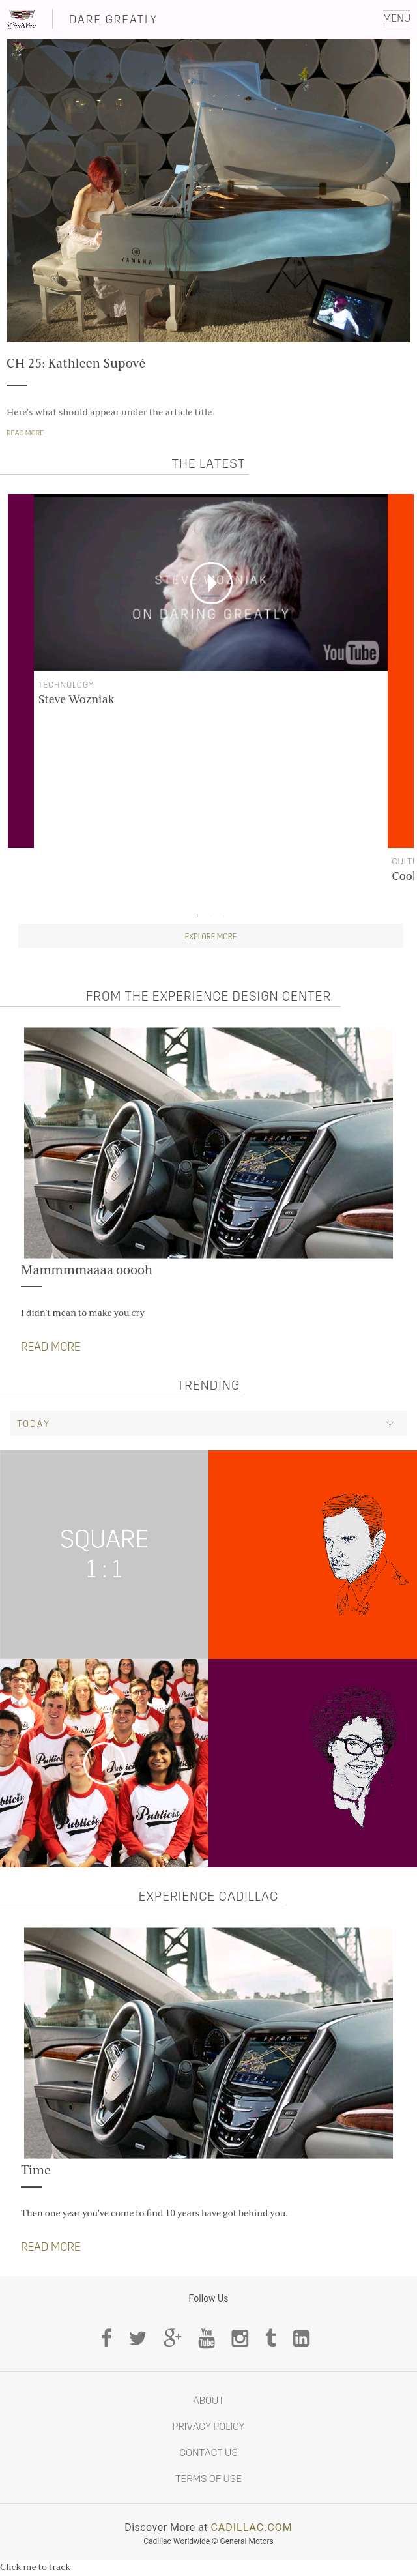 Cadillac
DARE GREATLY
MENU
YAMAHA
CH 25: Kathleen Supové
Here's what should appear under the article title.
READ MORE
THE LATEST
STEVE WOZNIAK
ON DARING GREATLY
YouTube
TECHNOLOGY
Steve Wozniak
CULTU
Cool
EXPLORE MORE
FROM THE EXPERIENCE DESIGN CENTER
Mammmmaaaa ooooh
I didn't mean to make you cry
READ MORE
TRENDING
TODAY
SQUARE
1 : 1
Publicis
Publicis
Publicis
Publicis
EXPERIENCE CADILLAC
Time
Then one year you've come to find 10 years have got behind you.
READ MORE
Follow Us
You
Tube
ABOUT
PRIVACY POLICY
CONTACT US
TERMS OF USE
Discover More at CADILLAC.COM
Cadillac Worldwide © General Motors
Click me to track